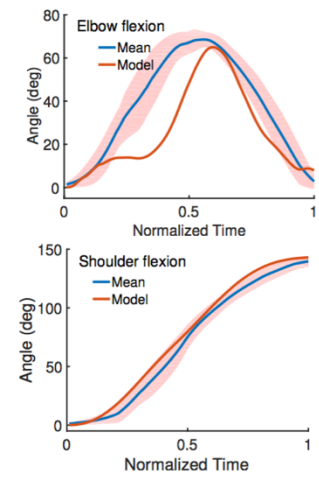 80
Elbow flexion
Mean
Model
60
40
20
0
Angle (deg)
0
0.5
1
Normalized Time
150
Shoulder flexion
Mean
Model
100
50
0
Angle (deg)
0
0.5
1
Normalized Time